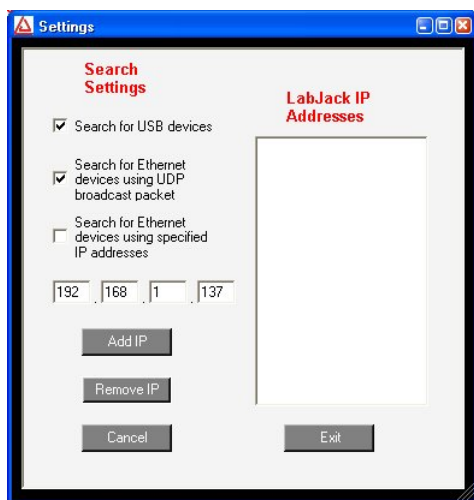 Settings
Search
Settings
Search for USB devices
Search for Ethernet
devices using UDP
broadcast packet
Search for Ethernet
devices using specified
IP addresses
192 . 168 . 1 . 137
Add IP
Remove IP
Cancel
LabJack IP
Addresses
Exit